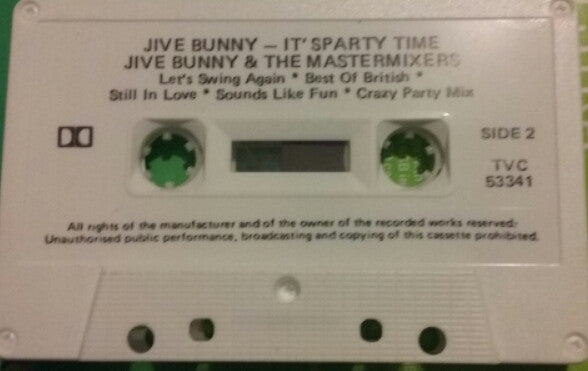 JIVE BUNNY – IT'SPARTY TIME
JIVE BUNNY & THE MASTERMIXERS
Let's Swing Again * Best Of British *
Still In Love * Sounds Like Fun * Crazy Party Mix
SIDE 2
TVC
53341
All rights of the manufacturer and of the owner of the recorded works reserved.
Unauthorised public performance, broadcasting and copying of this cassette prohibited.